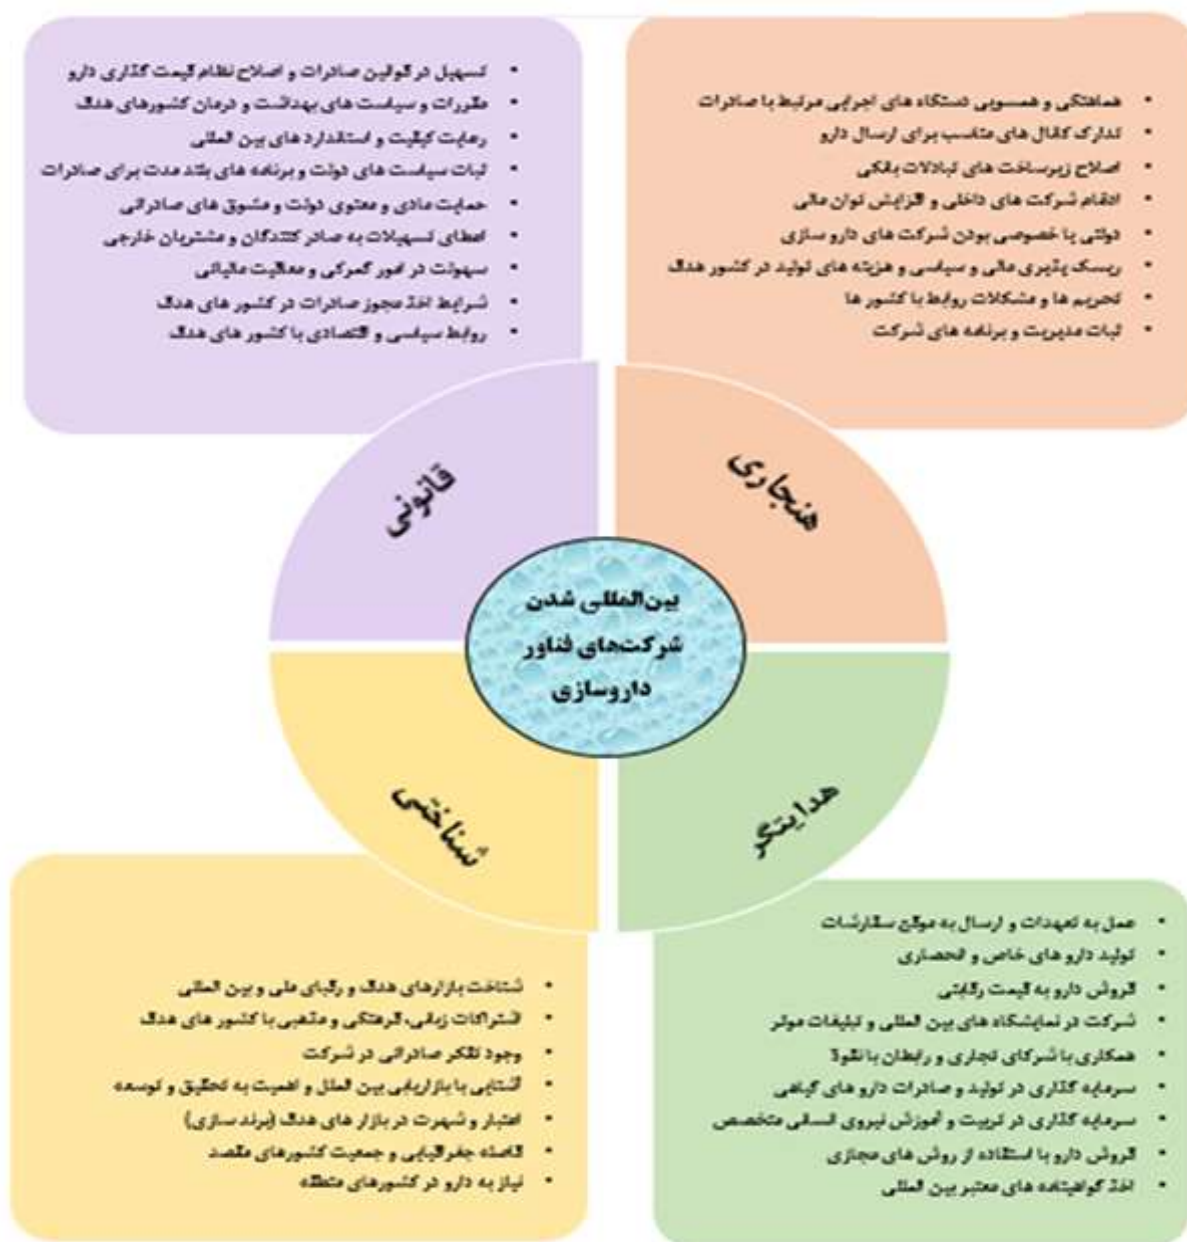 هماهنگی و همسویی دستگاه های اجرایی مرتبط با صادرات
تدارک کانال های مناسب برای ارسال دارو
اصلاح زیرساخت های تبادلات بانکی
ادغام شرکت های داخلی و افزایش توان مالی
دولتی یا خصوصی بودن شرکت های دارو سازی
ریسک پذیری مالی و سیاسی و هزینه های تولید در کشور هدف
تحریم ها و مشکلات روابط با کشور ها
ثبات مدیریت و برنامه های شرکت
تسهیل در قوانین صادرات و اصلاح نظام قیمت گذاری دارو
مقررات و سیاست های بهداشت و درمان کشورهای هدف
رعایت کیفیت و استاندارد های بین المللی
ثبات سیاست های دولت و برنامه های بلند مدت برای صادرات
حمایت مادی و معنوی دولت و مشوق های صادراتی
اعطای تسهیلات به صادر کنندگان و مشتریان خارجی
سهولت در امور گمرکی و معافیت مالیاتی
شرایط اخذ مجوز صادرات در کشور های هدف
روابط سیاسی و اقتصادی با کشور های هدف
هنجاری
قانونی
بین‌المللی شدن
شرکت‌های فناور
داروسازی
هدایتگر
شناختی
عمل به تعهدات و ارسال به موقع سفارشات
تولید دارو های خاص و انحصاری
فروش دارو به قیمت رقابتی
شرکت در نمایشگاه های بین المللی و تبلیغات موثر
همکاری با شرکای تجاری و رابطان با نفوذ
سرمایه گذاری در تولید و صادرات دارو های گیاهی
سرمایه گذاری در تربیت و آموزش نیروی انسانی متخصص
فروش دارو با استفاده از روش های مجازی
اخذ گواهینامه های معتبر بین المللی
شناخت بازارهای هدف و رقبای ملی و بین المللی
اشتراکات زبانی، فرهنگی و مذهبی با کشور های هدف
وجود تفکر صادراتی در شرکت
آشنایی با بازاریابی بین الملل و اهمیت به تحقیق و توسعه
اعتبار و شهرت در بازار های هدف (برند سازی)
فاصله جغرافیایی و جمعیت کشورهای مقصد
نیاز به دارو در کشورهای منطقه